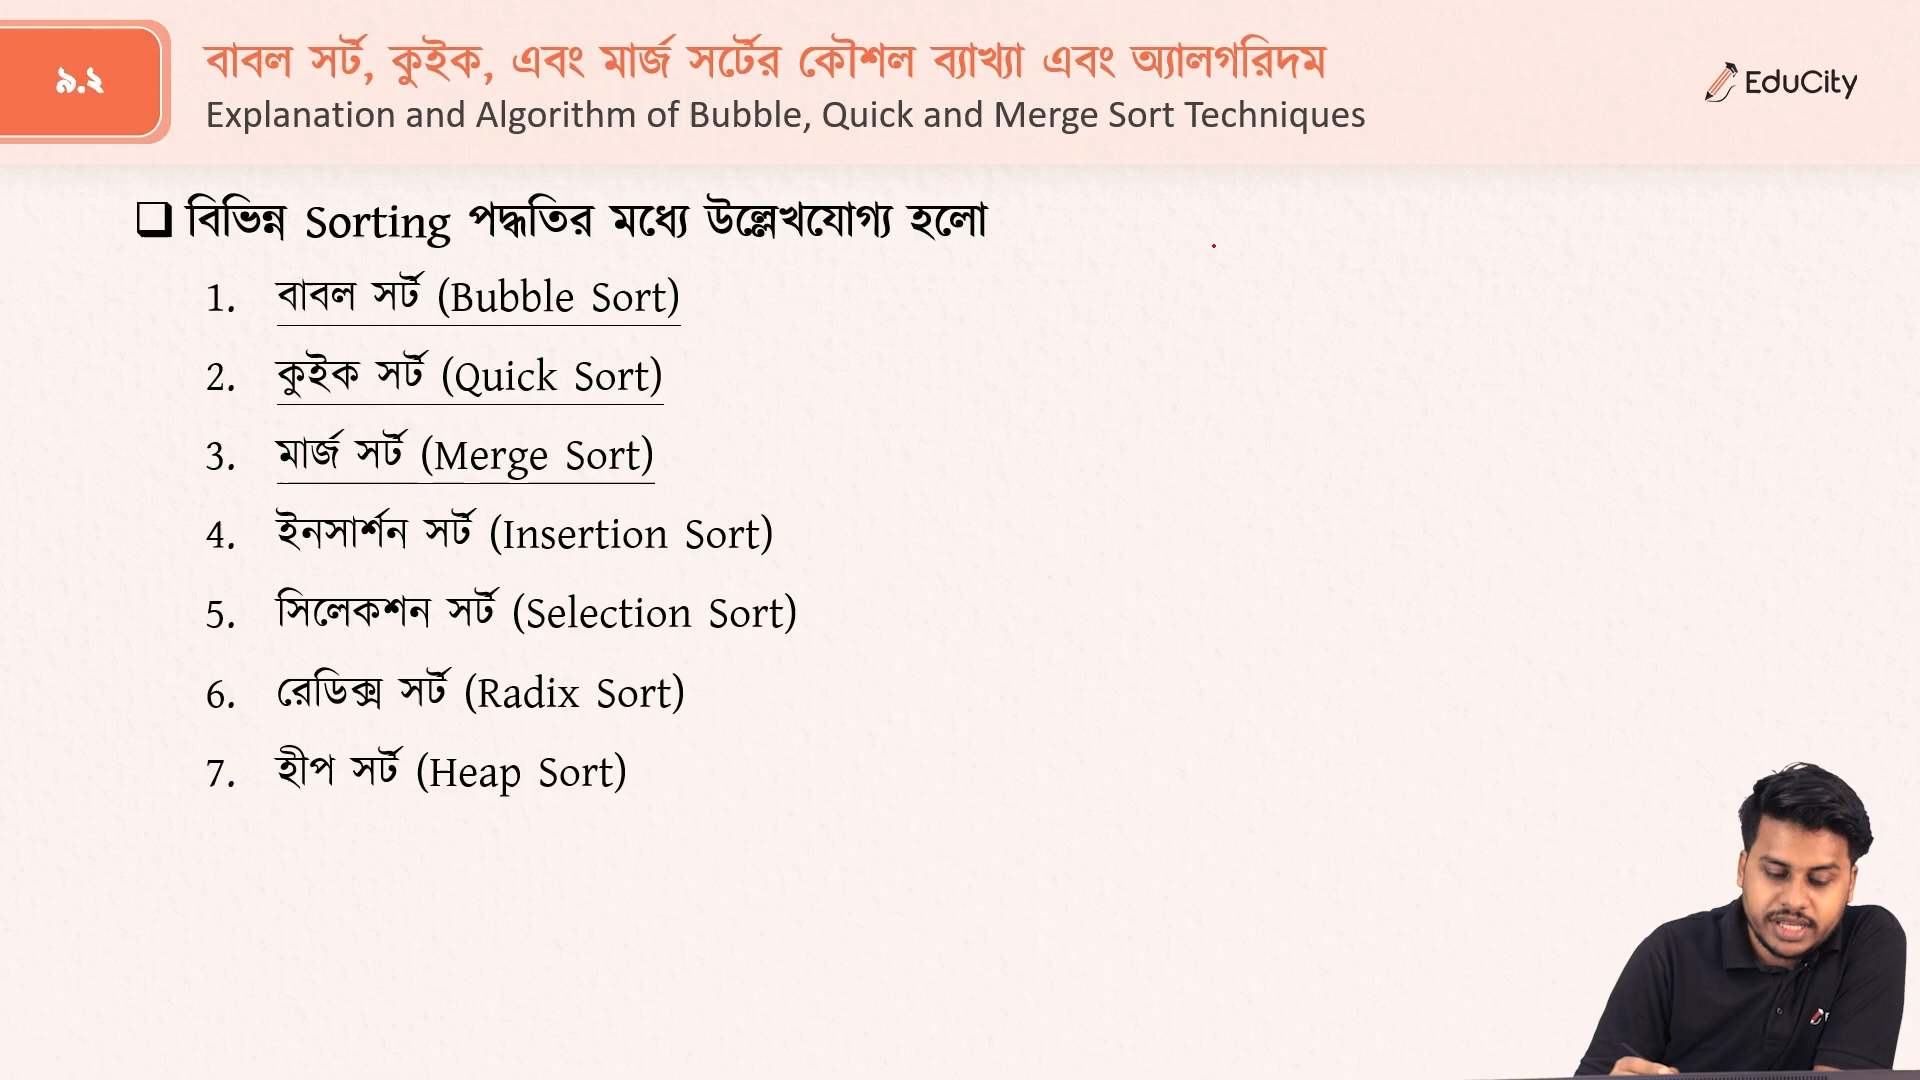 ৯.২
বাবল সর্ট, কুইক, এবং মার্জ সর্টের কৌশল ব্যাখ্যা এবং অ্যালগরিদম
Explanation and Algorithm of Bubble, Quick and Merge Sort Techniques
EduCity
❑ বিভিন্ন Sorting পদ্ধতির মধ্যে উল্লেখযোগ্য হলো
1. বাবল সর্ট (Bubble Sort)
2. কুইক সর্ট (Quick Sort)
3. মার্জ সর্ট (Merge Sort)
4. ইনসার্শন সর্ট (Insertion Sort)
5. সিলেকশন সর্ট (Selection Sort)
6. রেডিক্স সর্ট (Radix Sort)
7. হীপ সর্ট (Heap Sort)